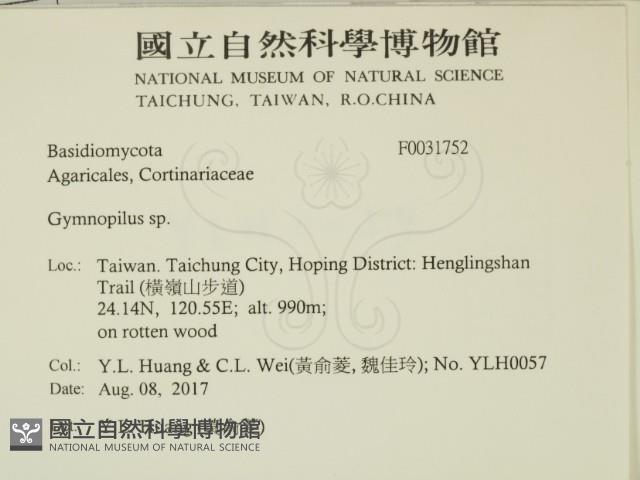 國立自然科學博物館
NATIONAL MUSEUM OF NATURAL SCIENCE
TAICHUNG, TAIWAN, R.O.CHINA
Basidiomycota F0031752
Agaricales, Cortinariaceae
Gymnopilus sp.
Loc.: Taiwan. Taichung City, Hoping District: Henglingshan
Trail (橫嶺山步道)
24.14N, 120.55E; alt. 990m;
on rotten wood
Col.: Y.L. Huang & C.L. Wei(黃俞菱, 魏佳玲); No. YLH0057
Date: Aug. 08, 2017
國立自然科學博物館
NATIONAL MUSEUM OF NATURAL SCIENCE